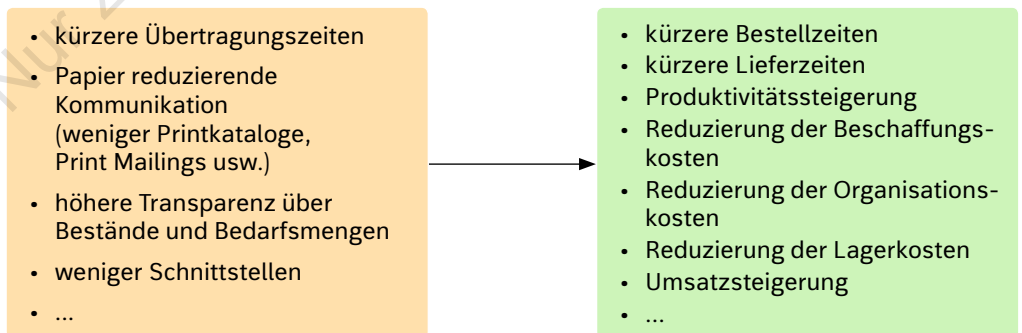 • kürzere Übertragungszeiten
• Papier reduzierende
Kommunikation
(weniger Printkataloge,
Print Mailings usw.)
• höhere Transparenz über
Bestände und Bedarfsmengen
• weniger Schnittstellen
• ...
• kürzere Bestellzeiten
• kürzere Lieferzeiten
• Produktivitätssteigerung
• Reduzierung der Beschaffungs-
kosten
• Reduzierung der Organisations-
kosten
• Reduzierung der Lagerkosten
• Umsatzsteigerung
• ...
Nur